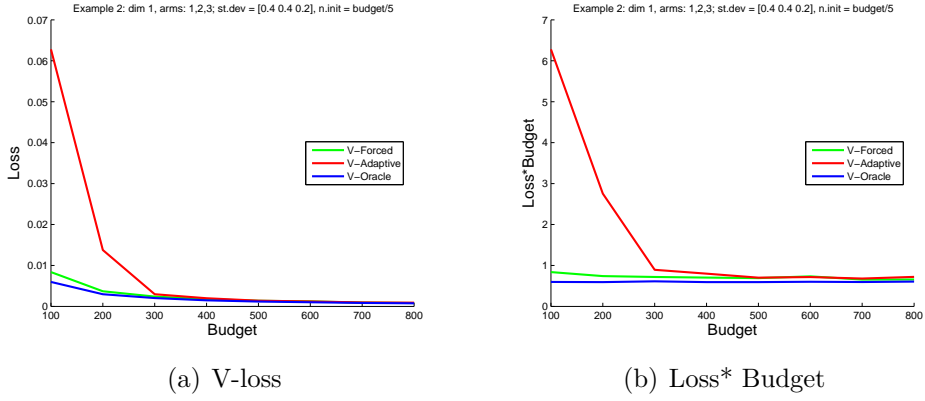 Example 2: dim 1, arms: 1,2,3; st.dev = [0.4 0.4 0.2], n.init = budget/5
0.07
0.06
0.05
0.04
0.03
0.02
0.01
0
Loss
V-Forced
V-Adaptive
V-Oracle
100 200 300 400 500 600 700 800
Budget
(a) V-loss
Example 2: dim 1, arms: 1,2,3; st.dev = [0.4 0.4 0.2], n.init = budget/5
7
6
5
4
3
2
1
0
Loss*Budget
V-Forced
V-Adaptive
V-Oracle
100 200 300 400 500 600 700 800
Budget
(b) Loss* Budget